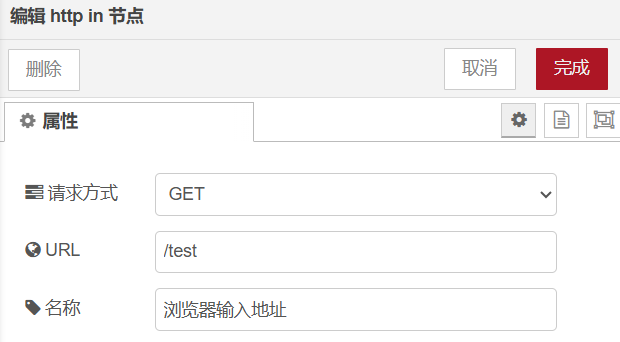 编辑 http in 节点
删除 取消 完成
属性
请求方式 GET
URL /test
名称 浏览器输入地址